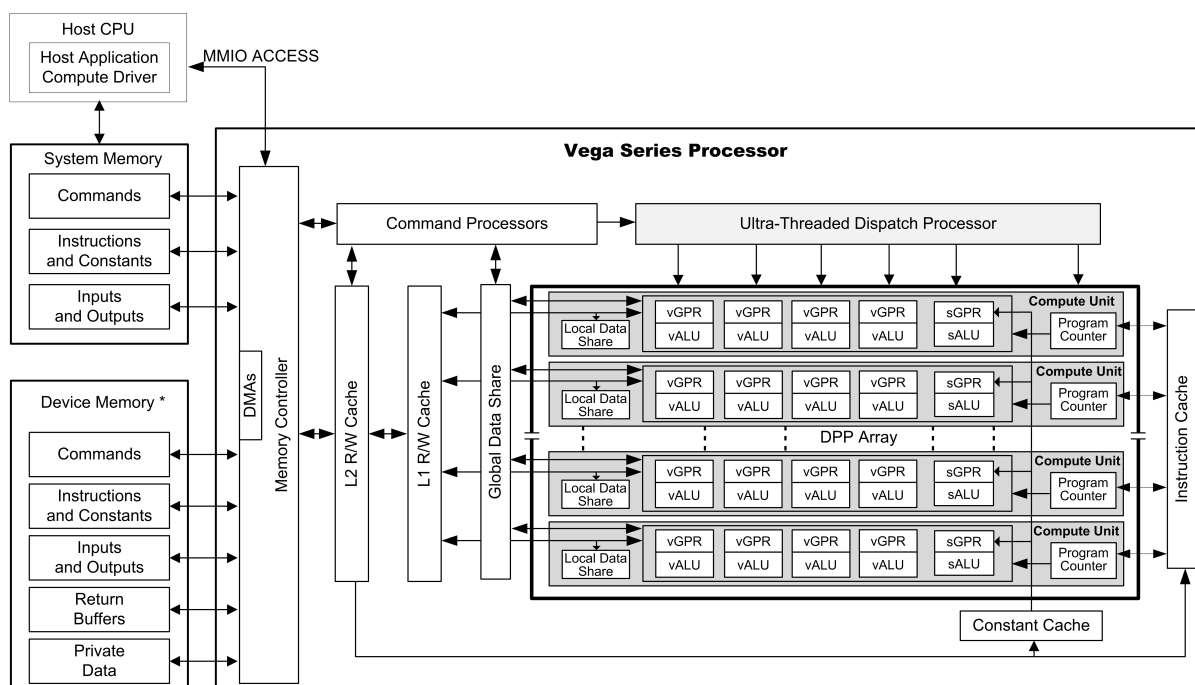 Host CPU
Host Application
Compute Driver
MMIO ACCESS
System Memory
Commands
Instructions
and Constants
Inputs
and Outputs
Device Memory *
Commands
Instructions
and Constants
Inputs
and Outputs
Return
Buffers
Private
Data
Vega Series Processor
DMAs
Memory Controller
Command Processors
Ultra-Threaded Dispatch Processor
L2 R/W Cache
L1 R/W Cache
Global Data Share
Compute Unit
Local Data
Share
vGPR vGPR vGPR vGPR sGPR
vALU vALU vALU vALU sALU
Program
Counter
Compute Unit
Local Data
Share
vGPR vGPR vGPR vGPR sGPR
vALU vALU vALU vALU sALU
Program
Counter
DPP Array
Compute Unit
Local Data
Share
vGPR vGPR vGPR vGPR sGPR
vALU vALU vALU vALU sALU
Program
Counter
Compute Unit
Local Data
Share
vGPR vGPR vGPR vGPR sGPR
vALU vALU vALU vALU sALU
Program
Counter
Instruction Cache
Constant Cache